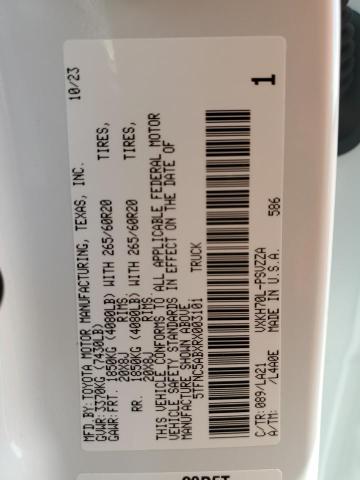 MFD.BY:TOYOTA MOTOR MANUFACTURING, TEXAS, INC. 10/23
GVWR:3370KG(7430LB)
GAWR:FRT. 1850KG(4080LB) WITH 265/60R20 TIRES,
20X8J RIMS,
RR. 1850KG(4080LB) WITH 265/60R20 TIRES,
20X8J RIMS,
THIS VEHICLE CONFORMS TO ALL APPLICABLE FEDERAL MOTOR
VEHICLE SAFETY STANDARDS IN EFFECT ON THE DATE OF
MANUFACTURE SHOWN ABOVE.
5TFNC5ABXRX003101 TRUCK
1
C/TR:089/LA21 VXKH70L-PSVZZA
/L4A0E MADE IN U.S.A. 586